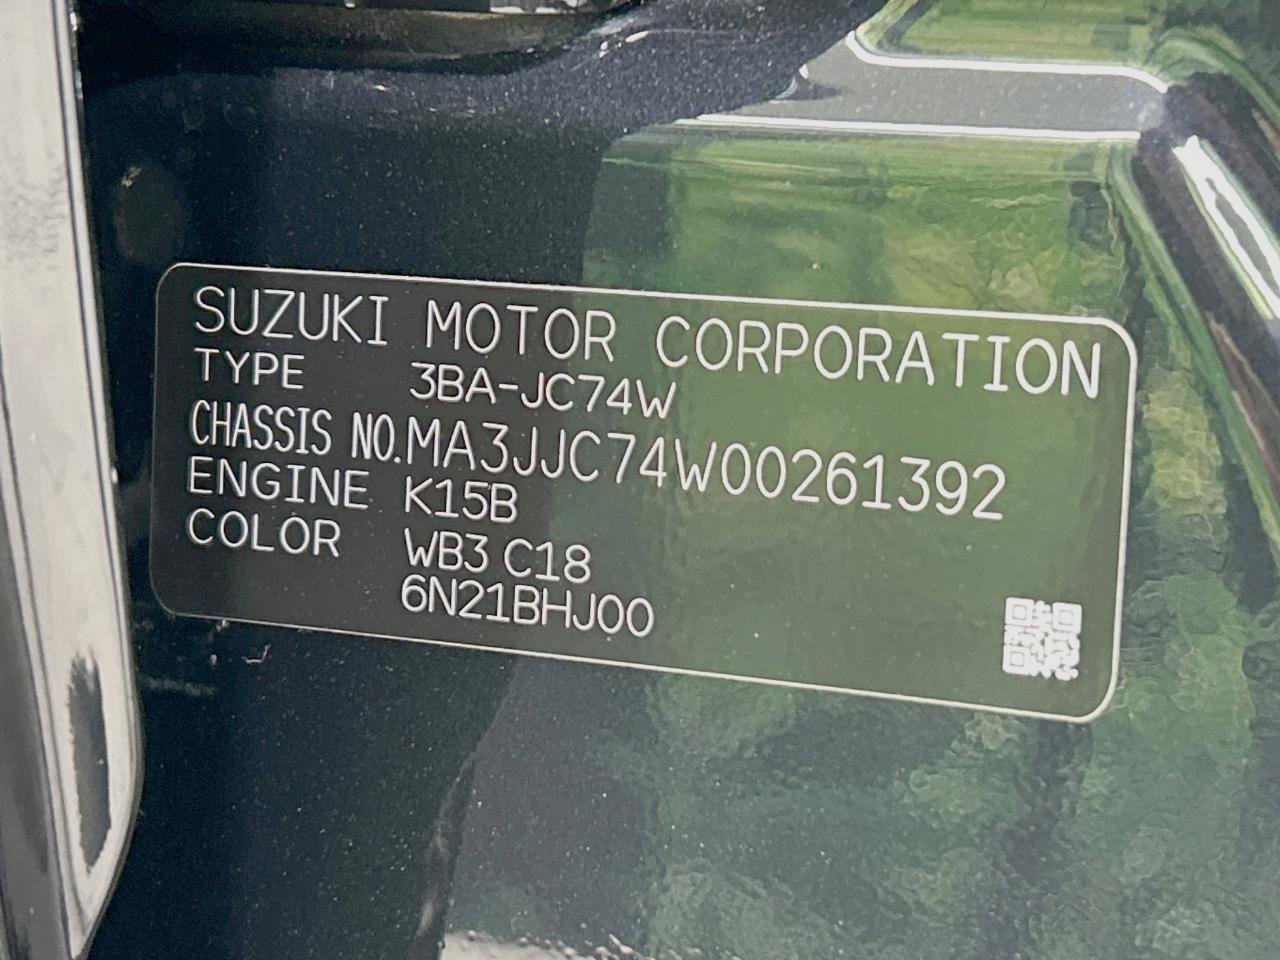 SUZUKI MOTOR CORPORATION
TYPE 3BA-JC74W
CHASSIS NO.MA3JJC74W00261392
ENGINE K15B
COLOR WB3 C18
6N21BHJ00